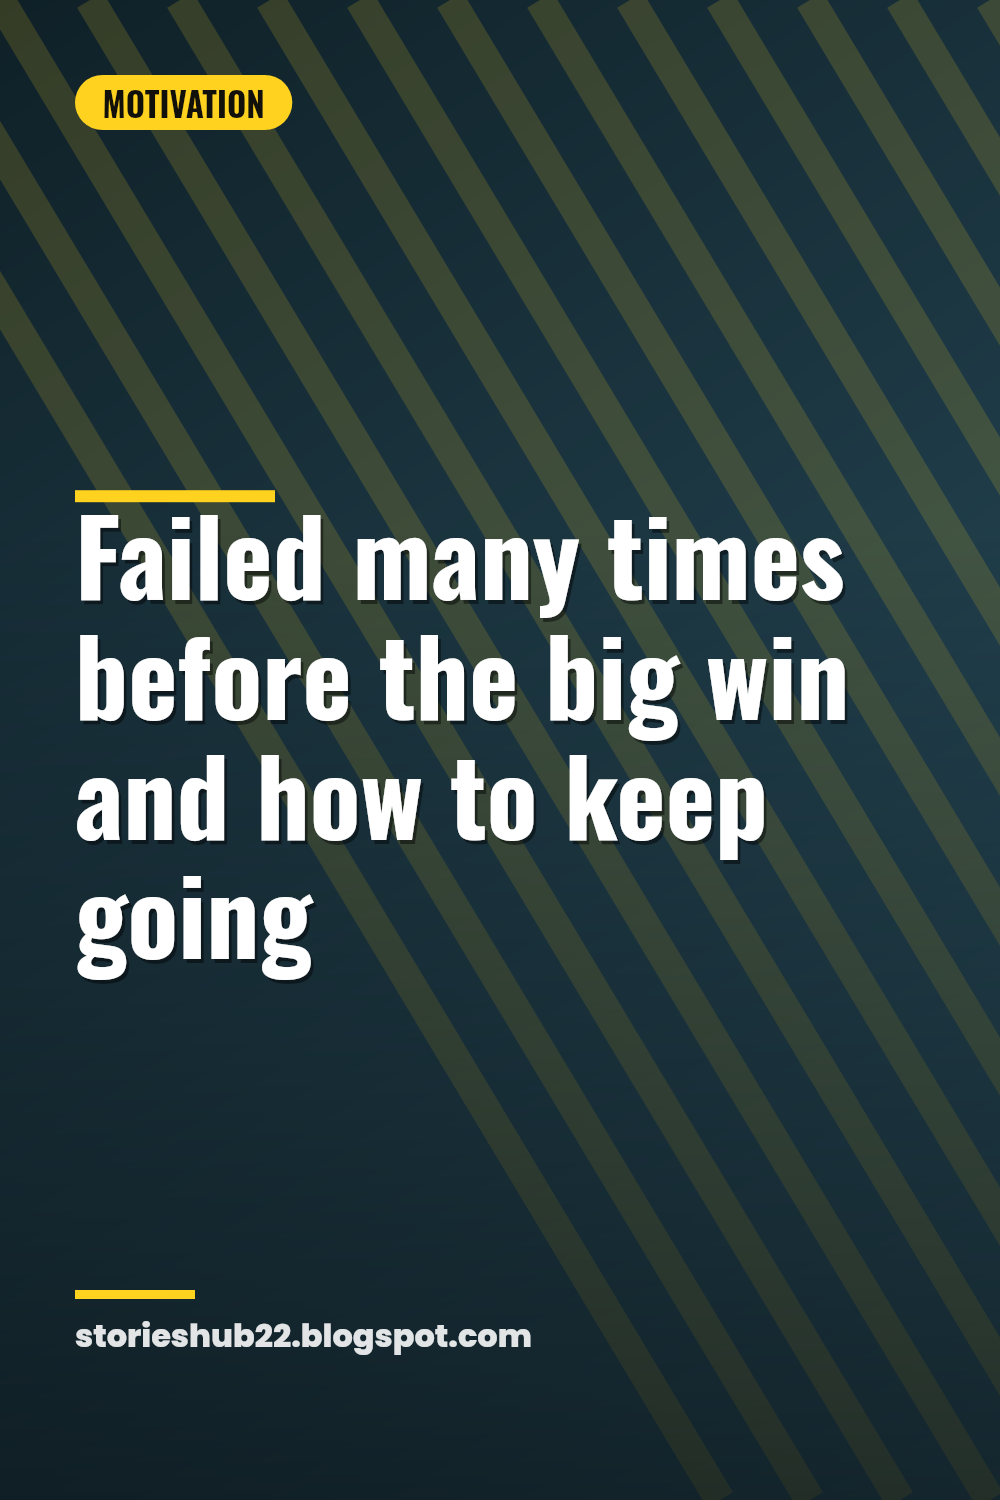 MOTIVATION
Failed many times
before the big win
and how to keep
going
storieshub22.blogspot.com